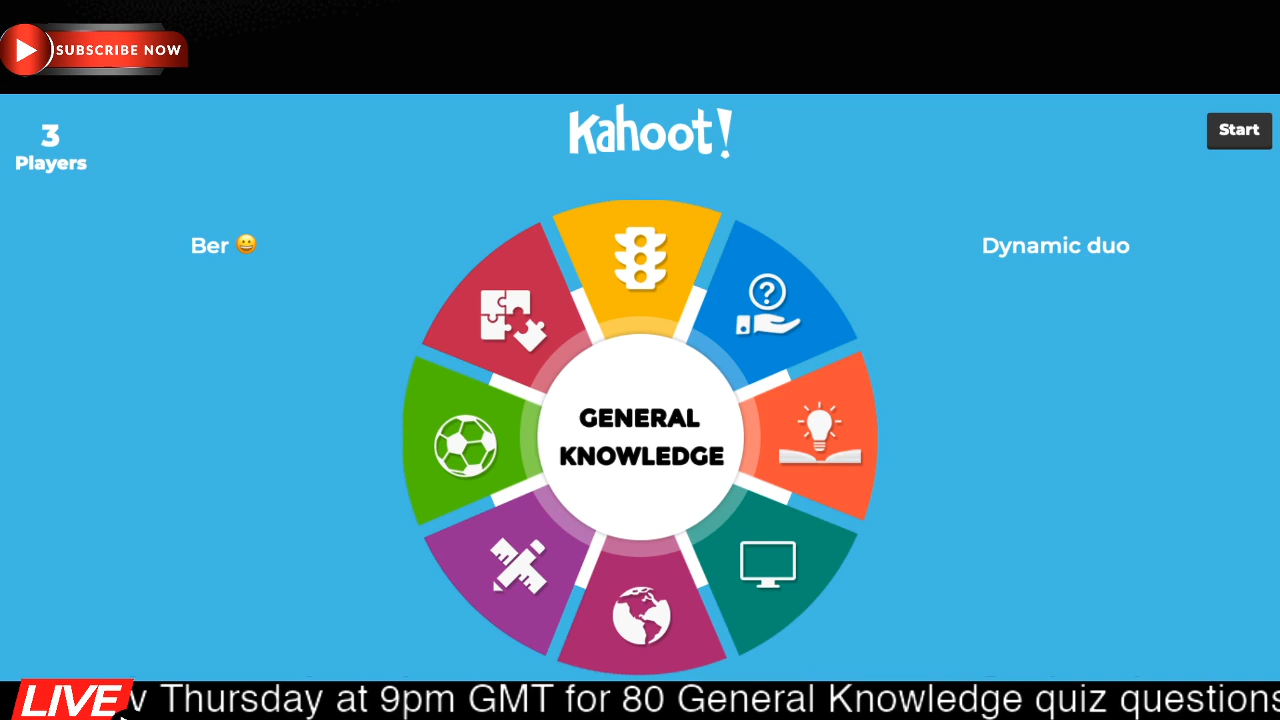 SUBSCRIBE NOW
3
Players
Kahoot!
Start
Ber 😀
Dynamic duo
?
GENERAL
KNOWLEDGE
LIVE
Thursday at 9pm GMT for 80 General Knowledge quiz questions